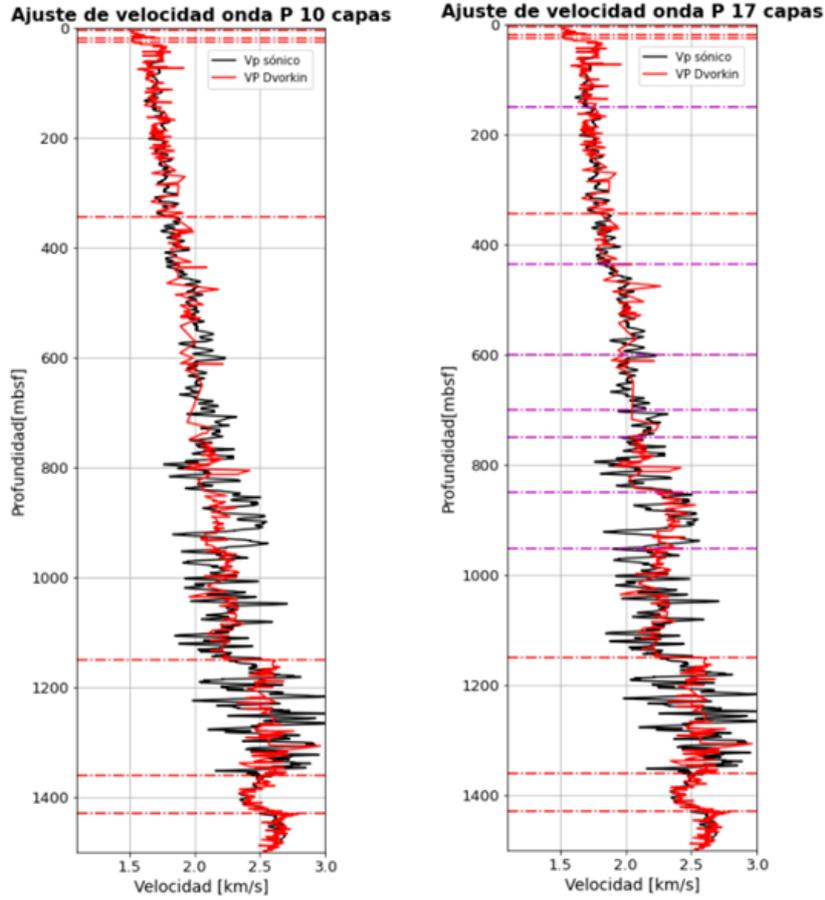 Ajuste de velocidad onda P 10 capas
0
200
400
600
800
1000
1200
1400
Profundidad[mbsf]
Vp sónico
VP Dvorkin
1.5 2.0 2.5 3.0
Velocidad [km/s]
Ajuste de velocidad onda P 17 capas
0
200
400
600
800
1000
1200
1400
Profundidad[mbsf]
Vp sónico
VP Dvorkin
1.5 2.0 2.5 3.0
Velocidad [km/s]